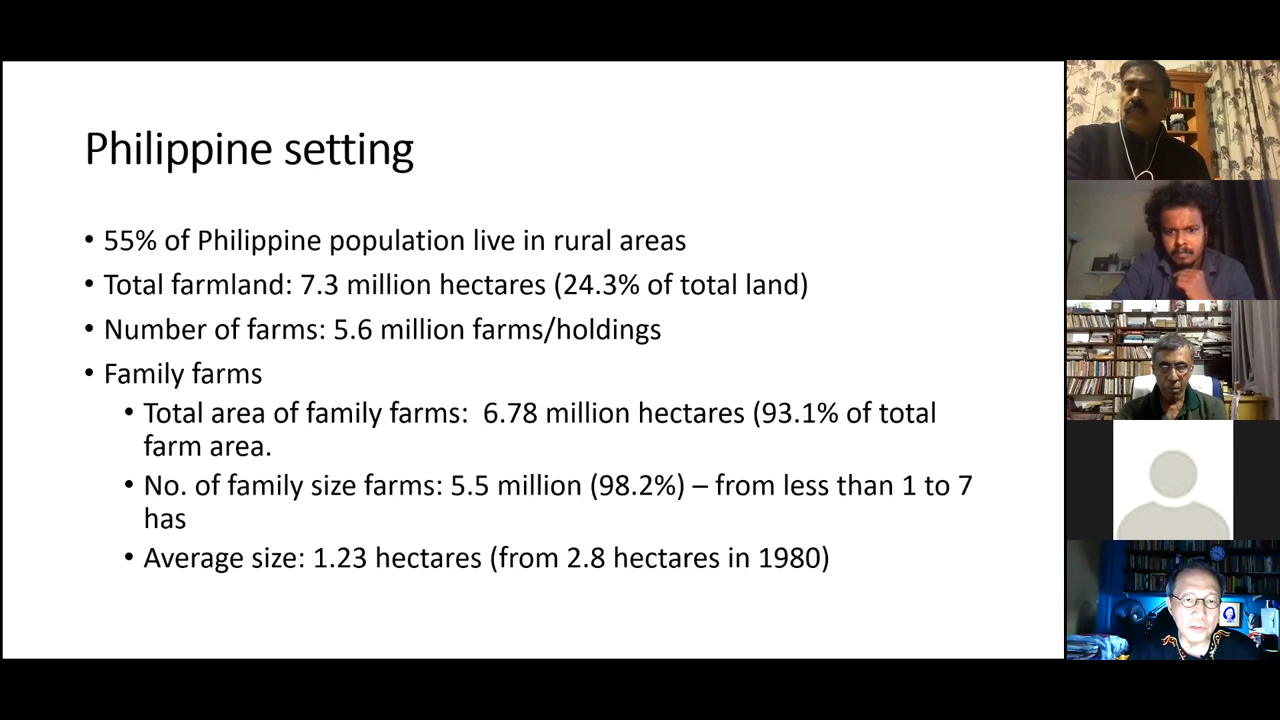 Philippine setting
• 55% of Philippine population live in rural areas
• Total farmland: 7.3 million hectares (24.3% of total land)
• Number of farms: 5.6 million farms/holdings
• Family farms
• Total area of family farms:  6.78 million hectares (93.1% of total
farm area.
• No. of family size farms: 5.5 million (98.2%) – from less than 1 to 7
has
• Average size: 1.23 hectares (from 2.8 hectares in 1980)